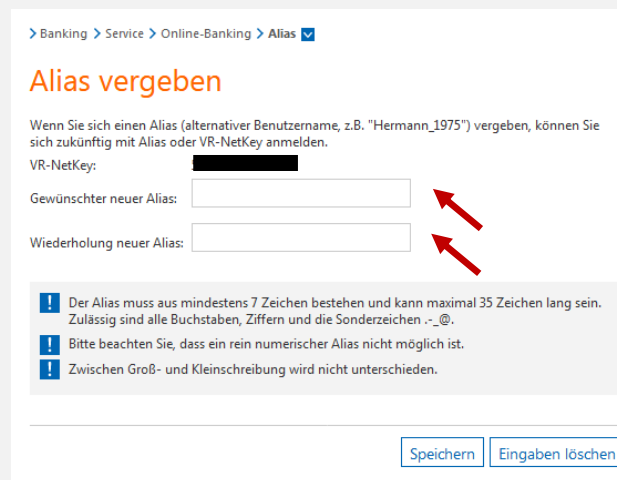 Banking Service Online-Banking Alias
Alias vergeben
Wenn Sie sich einen Alias (alternativer Benutzername, z.B. "Hermann_1975") vergeben, können Sie
sich zukünftig mit Alias oder VR-NetKey anmelden.
VR-NetKey:
Gewünschter neuer Alias:
Wiederholung neuer Alias:
! Der Alias muss aus mindestens 7 Zeichen bestehen und kann maximal 35 Zeichen lang sein.
Zulässig sind alle Buchstaben, Ziffern und die Sonderzeichen .-_@.
! Bitte beachten Sie, dass ein rein numerischer Alias nicht möglich ist.
! Zwischen Groß- und Kleinschreibung wird nicht unterschieden.
Speichern Eingaben löschen